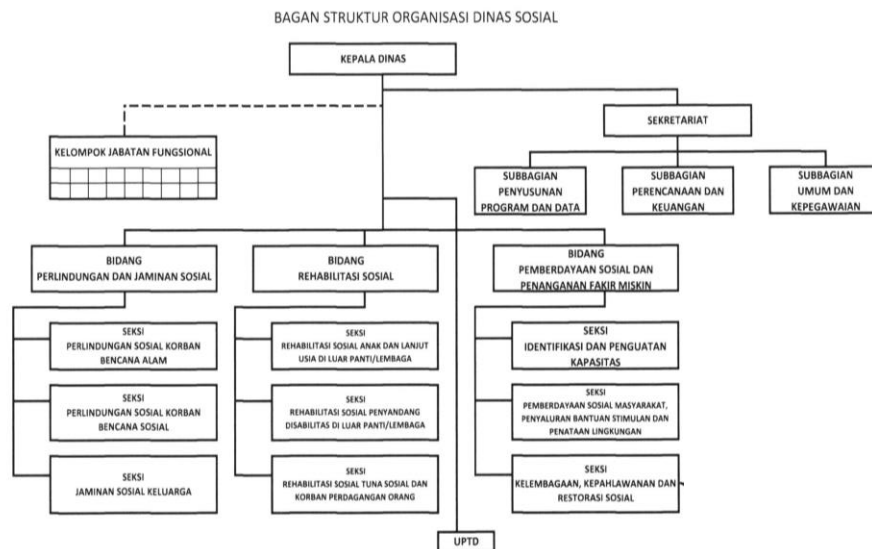 BAGAN STRUKTUR ORGANISASI DINAS SOSIAL
KEPALA DINAS
SEKRETARIAT
KELOMPOK JABATAN FUNGSIONAL
SUBBAGIAN
PENYUSUNAN
PROGRAM DAN DATA
SUBBAGIAN
PERENCANAAN DAN
KEUANGAN
SUBBAGIAN
UMUM DAN
KEPEGAWAIAN
BIDANG
PERLINDUNGAN DAN JAMINAN SOSIAL
SEKSI
PERLINDUNGAN SOSIAL KORBAN
BENCANA ALAM
SEKSI
PERLINDUNGAN SOSIAL KORBAN
BENCANA SOSIAL
SEKSI
JAMINAN SOSIAL KELUARGA
BIDANG
REHABILITASI SOSIAL
SEKSI
REHABILITASI SOSIAL ANAK DAN LANJUT
USIA DI LUAR PANTI/LEMBAGA
SEKSI
REHABILITASI SOSIAL PENYANDANG
DISABILITAS DI LUAR PANTI/LEMBAGA
SEKSI
REHABILITASI SOSIAL TUNA SOSIAL DAN
KORBAN PERDAGANGAN ORANG
BIDANG
PEMBERDAYAAN SOSIAL DAN
PENANGANAN FAKIR MISKIN
SEKSI
IDENTIFIKASI DAN PENGUATAN
KAPASITAS
SEKSI
PEMBERDAYAAN SOSIAL MASYARAKAT,
PENYALURAN BANTUAN STIMULAN DAN
PENATAAN LINGKUNGAN
SEKSI
KELEMBAGAAN, KEPAHLAWANAN DAN
RESTORASI SOSIAL
UPTD